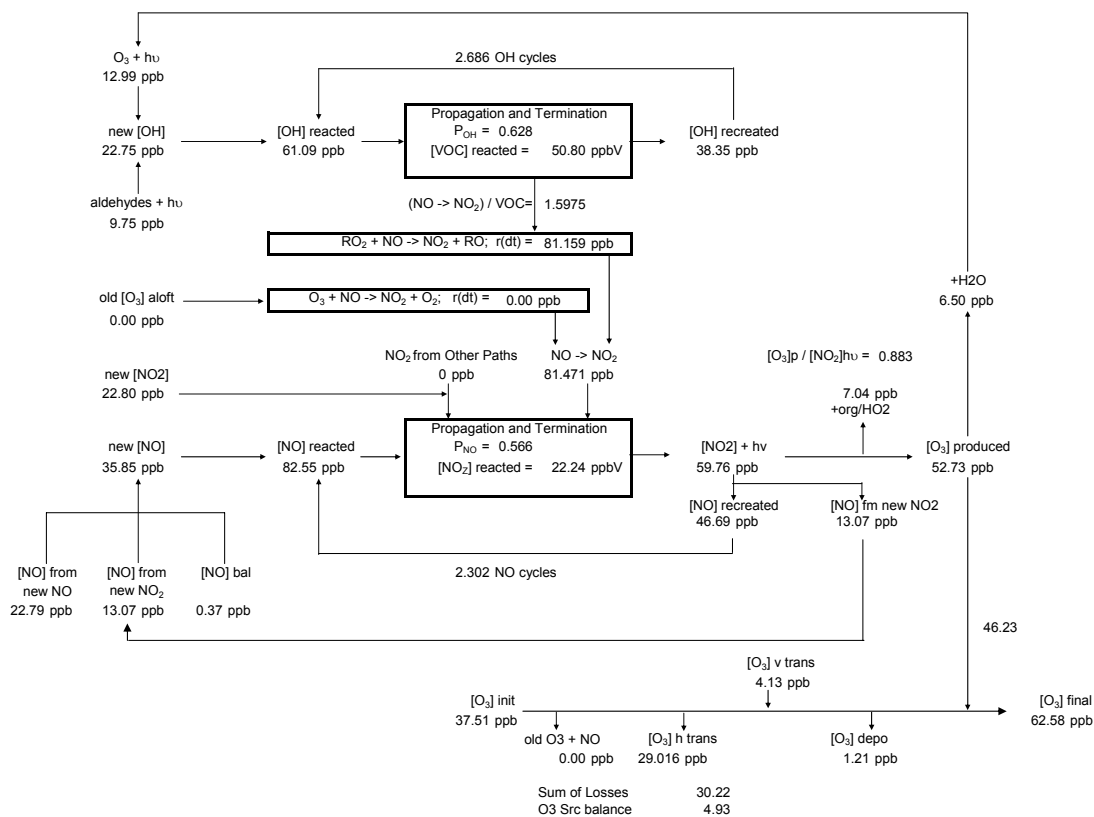 O3 + hυ
12.99 ppb
2.686 OH cycles
new [OH]
22.75 ppb
[OH] reacted
61.09 ppb
Propagation and Termination
POH = 0.628
[VOC] reacted = 50.80 ppbV
[OH] recreated
38.35 ppb
aldehydes + hυ
9.75 ppb
(NO -> NO2) / VOC= 1.5975
RO2 + NO -> NO2 + RO; r(dt) = 81.159 ppb
old [O3] aloft
0.00 ppb
O3 + NO -> NO2 + O2; r(dt) = 0.00 ppb
+H2O
6.50 ppb
NO2 from Other Paths
0 ppb
NO -> NO2
81.471 ppb
[O3]p / [NO2]hυ = 0.883
new [NO2]
22.80 ppb
7.04 ppb
+org/HO2
new [NO]
35.85 ppb
[NO] reacted
82.55 ppb
Propagation and Termination
PNO = 0.566
[NOZ] reacted = 22.24 ppbV
[NO2] + hv
59.76 ppb
[O3] produced
52.73 ppb
[NO] recreated
46.69 ppb
[NO] fm new NO2
13.07 ppb
2.302 NO cycles
[NO] from
new NO
22.79 ppb
[NO] from
new NO2
13.07 ppb
[NO] bal
0.37 ppb
46.23
[O3] v trans
4.13 ppb
[O3] init
37.51 ppb
[O3] final
62.58 ppb
old O3 + NO
0.00 ppb
[O3] h trans
29.016 ppb
[O3] depo
1.21 ppb
Sum of Losses 30.22
O3 Src balance 4.93